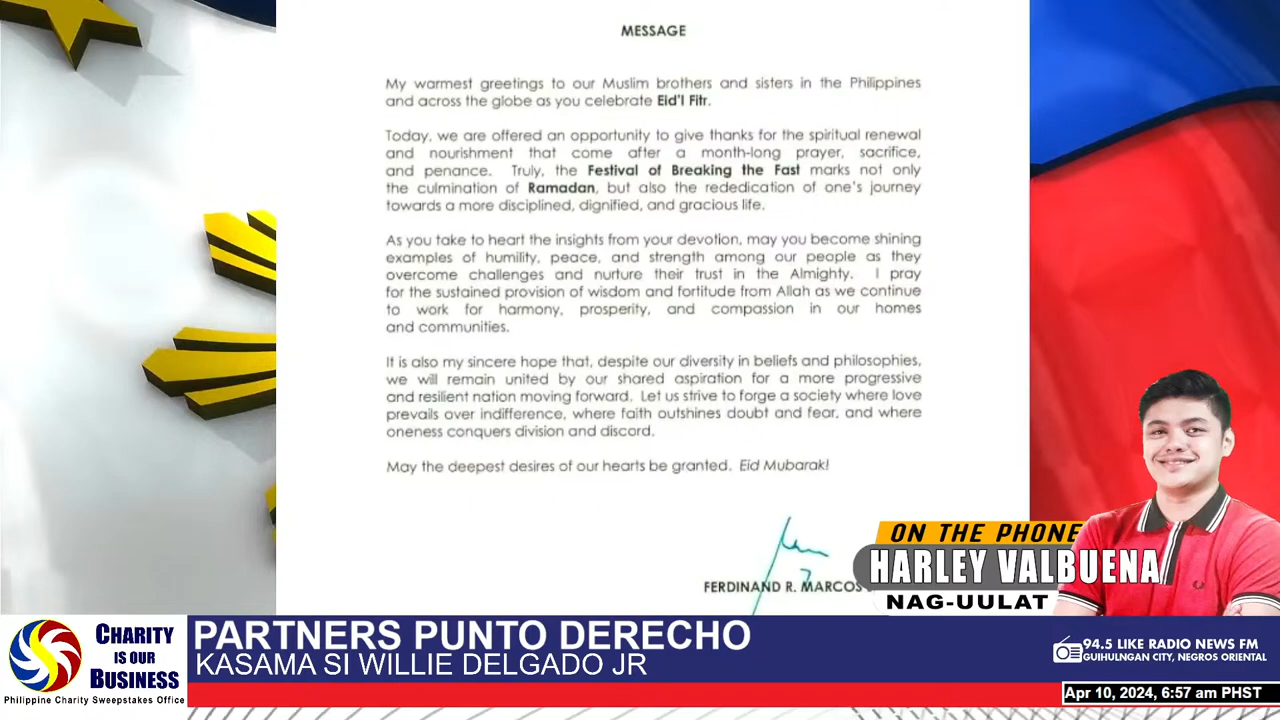 MESSAGE
My warmest greetings to our Muslim brothers and sisters in the Philippines
and across the globe as you celebrate Eid'l Fitr.
Today, we are offered an opportunity to give thanks for the spiritual renewal
and nourishment that come after a month-long prayer, sacrifice,
and penance. Truly, the Festival of Breaking the Fast marks not only
the culmination of Ramadan, but also the rededication of one's journey
towards a more disciplined, dignified, and gracious life.
As you take to heart the insights from your devotion, may you become shining
examples of humility, peace, and strength among our people as they
overcome challenges and nurture their trust in the Almighty. I pray
for the sustained provision of wisdom and fortitude from Allah as we continue
to work for harmony, prosperity, and compassion in our homes
and communities.
It is also my sincere hope that, despite our diversity in beliefs and philosophies,
we will remain united by our shared aspiration for a more progressive
and resilient nation moving forward. Let us strive to forge a society where love
prevails over indifference, where faith outshines doubt and fear, and where
oneness conquers division and discord.
May the deepest desires of our hearts be granted. Eid Mubarak!
FERDINAND R. MARCOS
ON THE PHONE
HARLEY VALBUENA
NAG-UULAT
CHARITY
IS OUR
BUSINESS
Philippine Charity Sweepstakes Office
PARTNERS PUNTO DERECHO
KASAMA SI WILLIE DELGADO JR
94.5 LIKE RADIO NEWS FM
GUIHULNGAN CITY, NEGROS ORIENTAL
Apr 10, 2024, 6:57 am PHST